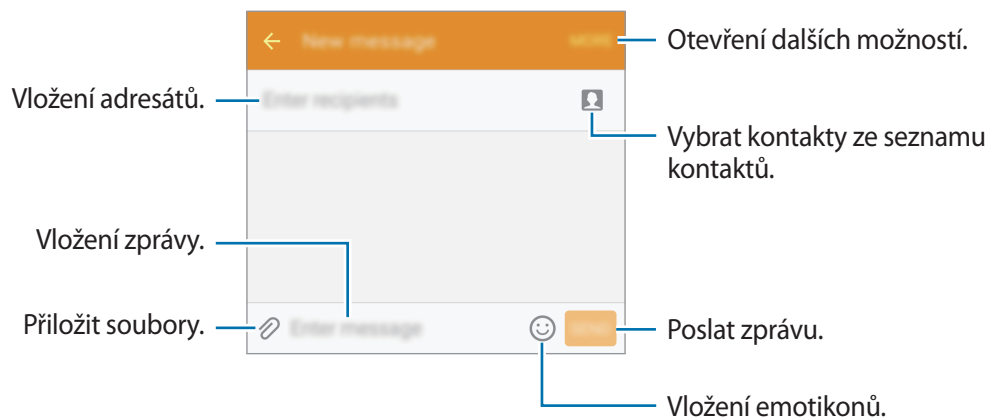 New message
MORE
Otevření dalších možností.
Vložení adresátů.
Enter recipients
Vybrat kontakty ze seznamu
kontaktů.
Vložení zprávy.
Přiložit soubory.
Enter message
SEND
Poslat zprávu.
Vložení emotikonů.